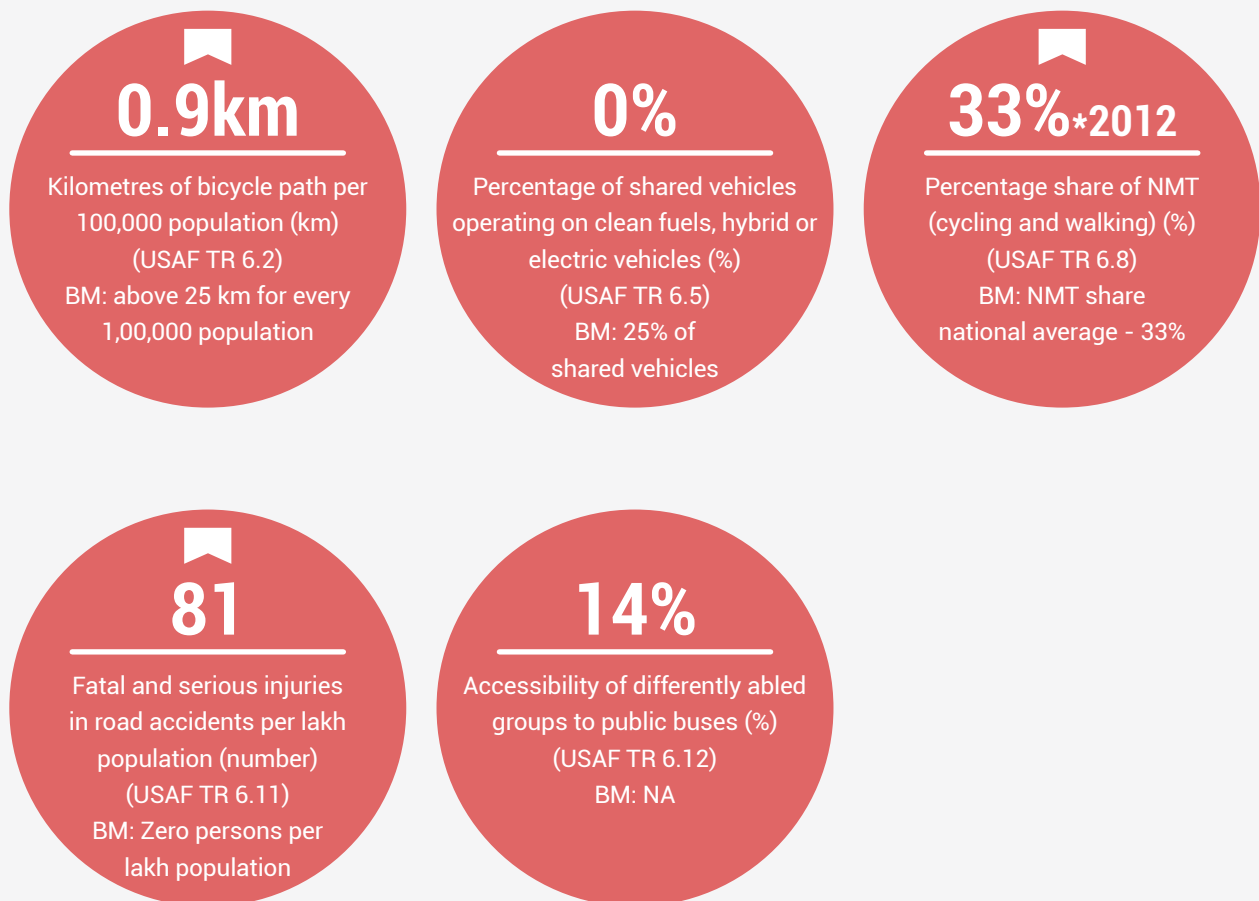 0.9km
Kilometres of bicycle path per
100,000 population (km)
(USAF TR 6.2)
BM: above 25 km for every
1,00,000 population
0%
Percentage of shared vehicles
operating on clean fuels, hybrid or
electric vehicles (%)
(USAF TR 6.5)
BM: 25% of
shared vehicles
33%*2012
Percentage share of NMT
(cycling and walking) (%)
(USAF TR 6.8)
BM: NMT share
national average - 33%
81
Fatal and serious injuries
in road accidents per lakh
population (number)
(USAF TR 6.11)
BM: Zero persons per
lakh population
14%
Accessibility of differently abled
groups to public buses (%)
(USAF TR 6.12)
BM: NA